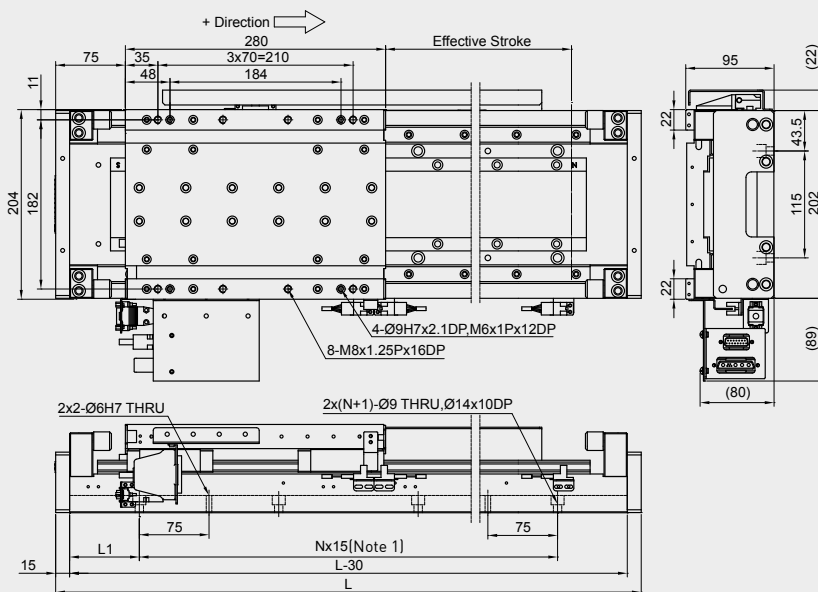 + Direction
280
Effective Stroke
75
35
3x70=210
48
184
11
204
182
S
N
4-Ø9H7x2.1DP,M6x1Px12DP
8-M8x1.25Px16DP
95
(22)
22
43.5
115
202
22
(89)
(80)
2x2-Ø6H7 THRU
2x(N+1)-Ø9 THRU,Ø14x10DP
75
75
L1
Nx15(Note 1)
15
L-30
L